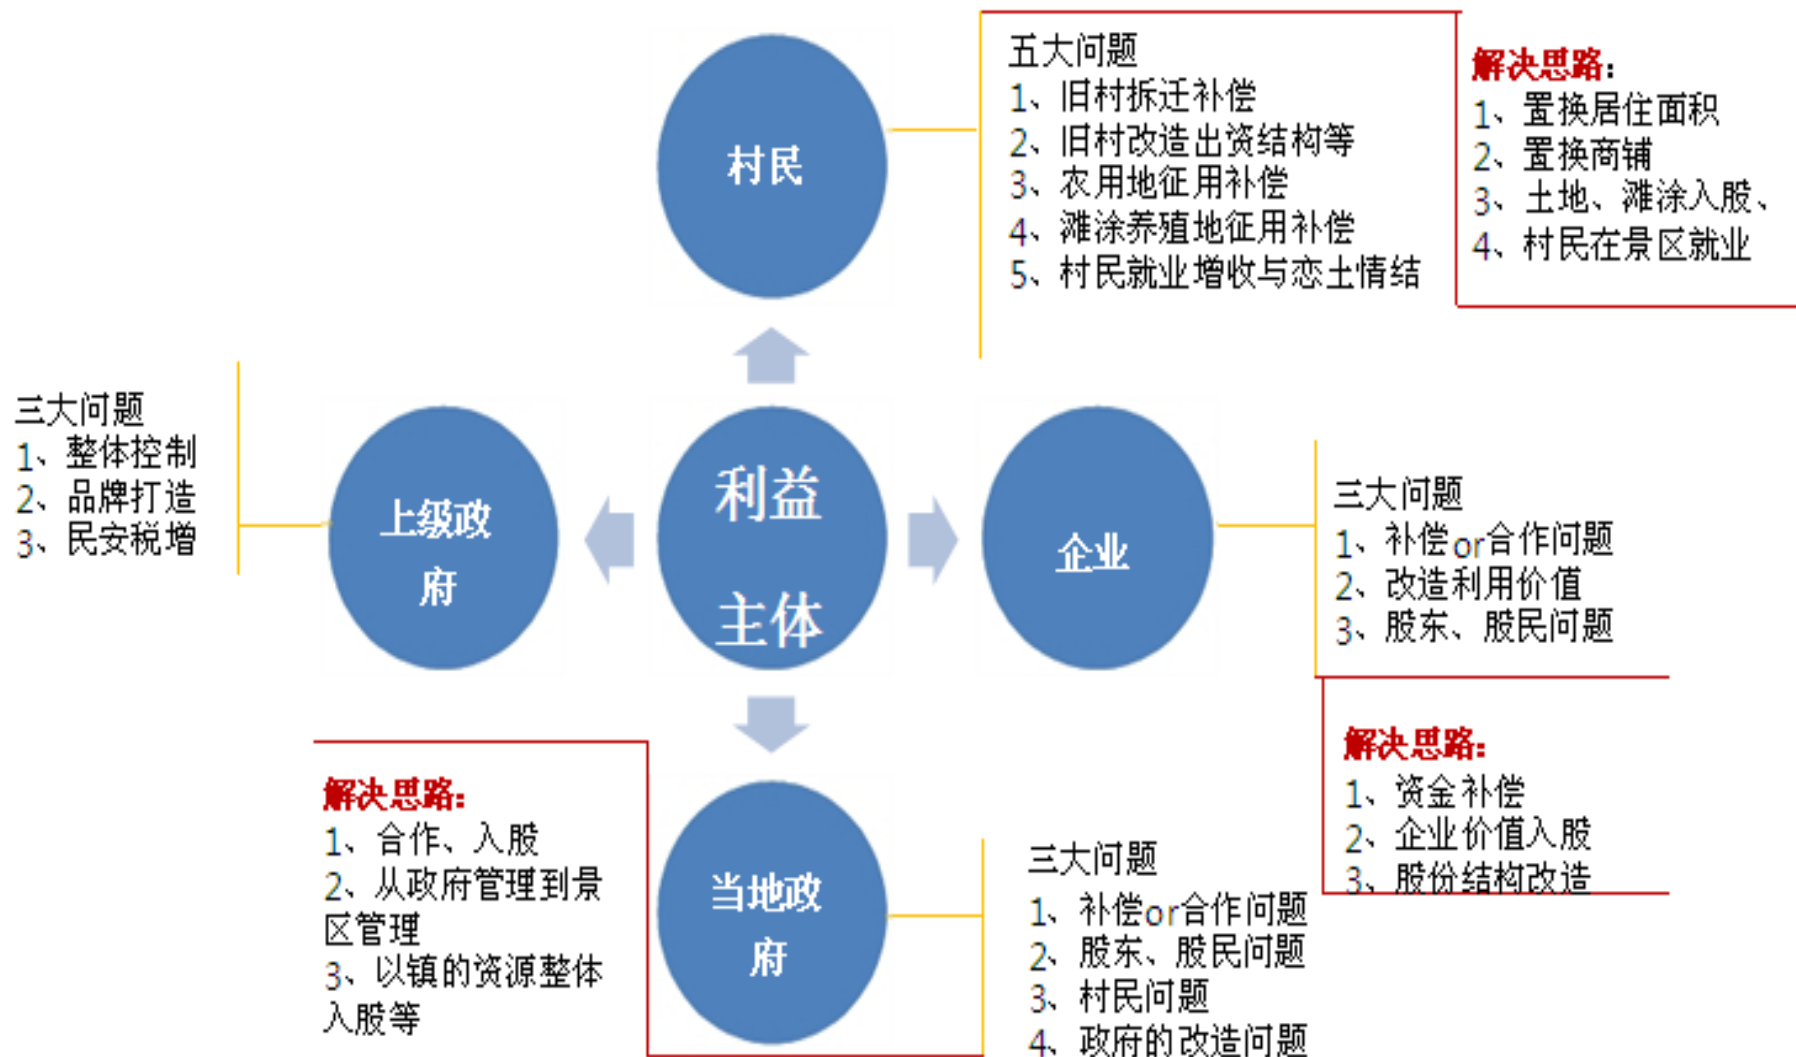 村民
五大问题
1、旧村拆迁补偿
2、旧村改造出资结构等
3、农用地征用补偿
4、滩涂养殖地征用补偿
5、村民就业增收与恋土情结
解决思路：
1、置换居住面积
2、置换商铺
3、土地、滩涂入股、
4、村民在景区就业
三大问题
1、整体控制
2、品牌打造
3、民安税增
上级政
府
利益
主体
企业
三大问题
1、补偿or合作问题
2、改造利用价值
3、股东、股民问题
解决思路：
1、资金补偿
2、企业价值入股
3、股份结构改造
解决思路：
1、合作、入股
2、从政府管理到景
区管理
3、以镇的资源整体
入股等
当地政
府
三大问题
1、补偿or合作问题
2、股东、股民问题
3、村民问题
4、政府的改造问题